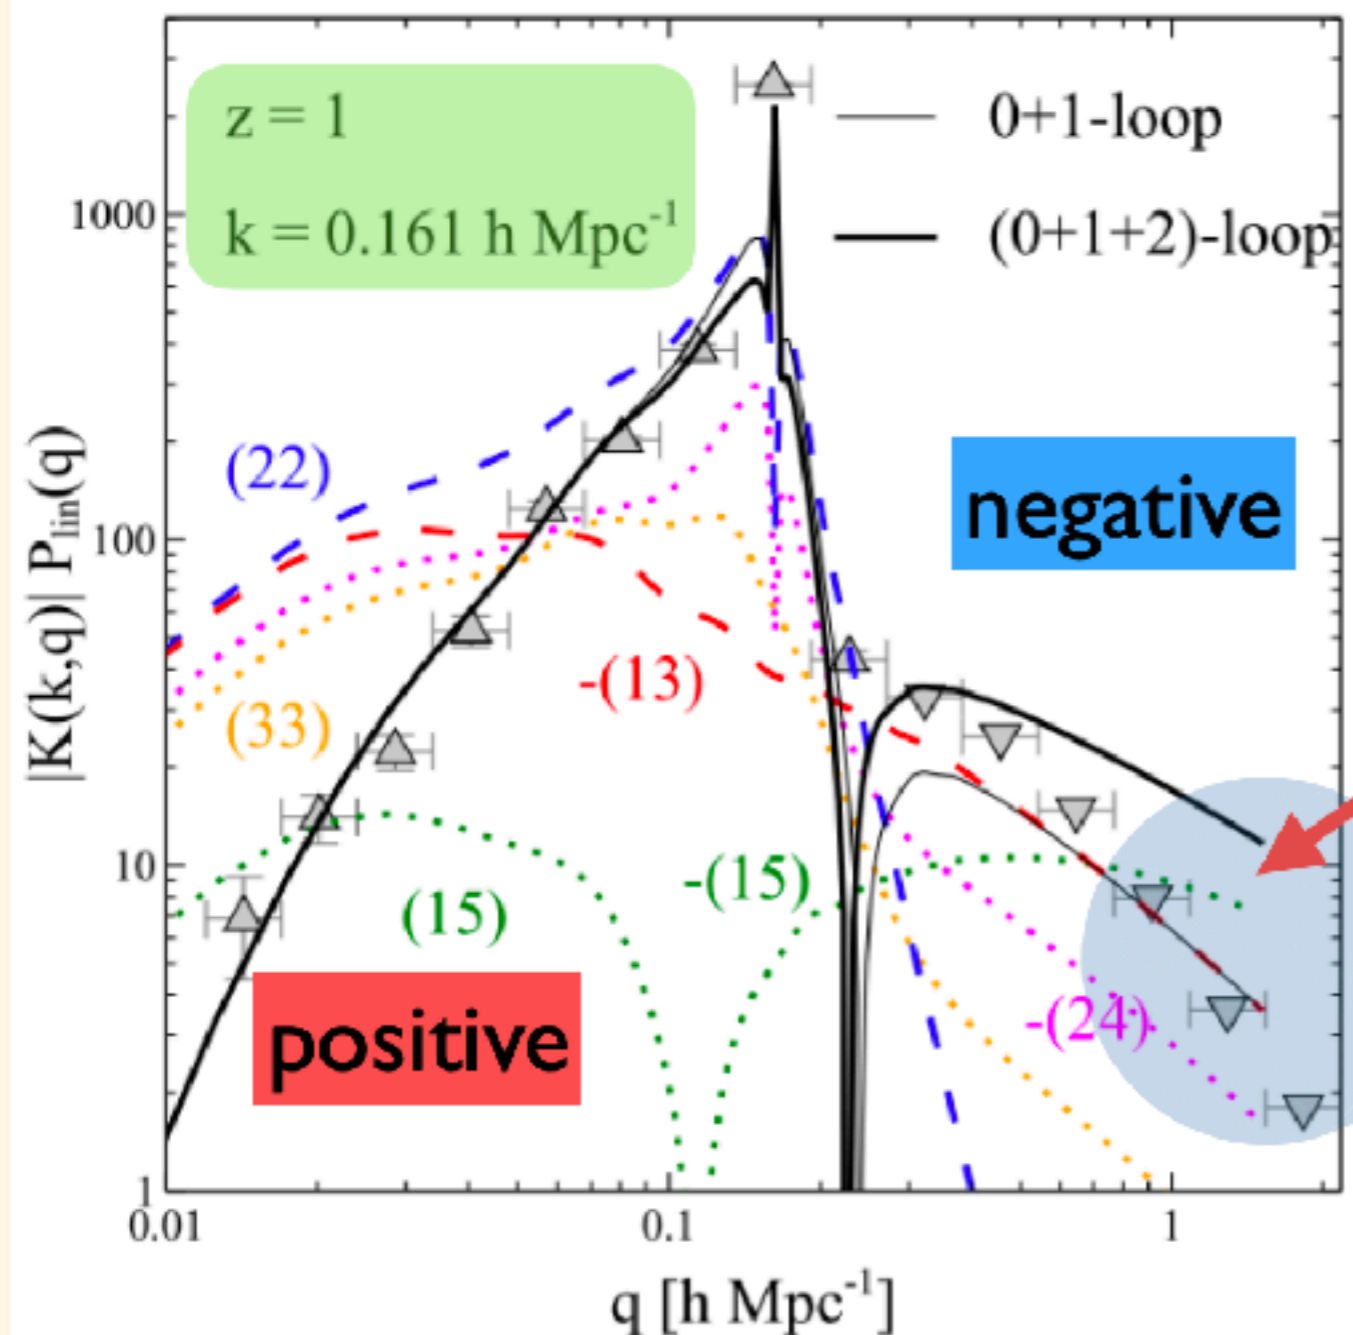 z = 1
k = 0.161 h Mpc⁻¹
0+1-loop
(0+1+2)-loop
1000
100
10
1
|K(k,q)| Plin(q)
(22)
negative
-(13)
(33)
-(15)
(15)
-(24)
positive
0.01
0.1
1
q [h Mpc⁻¹]